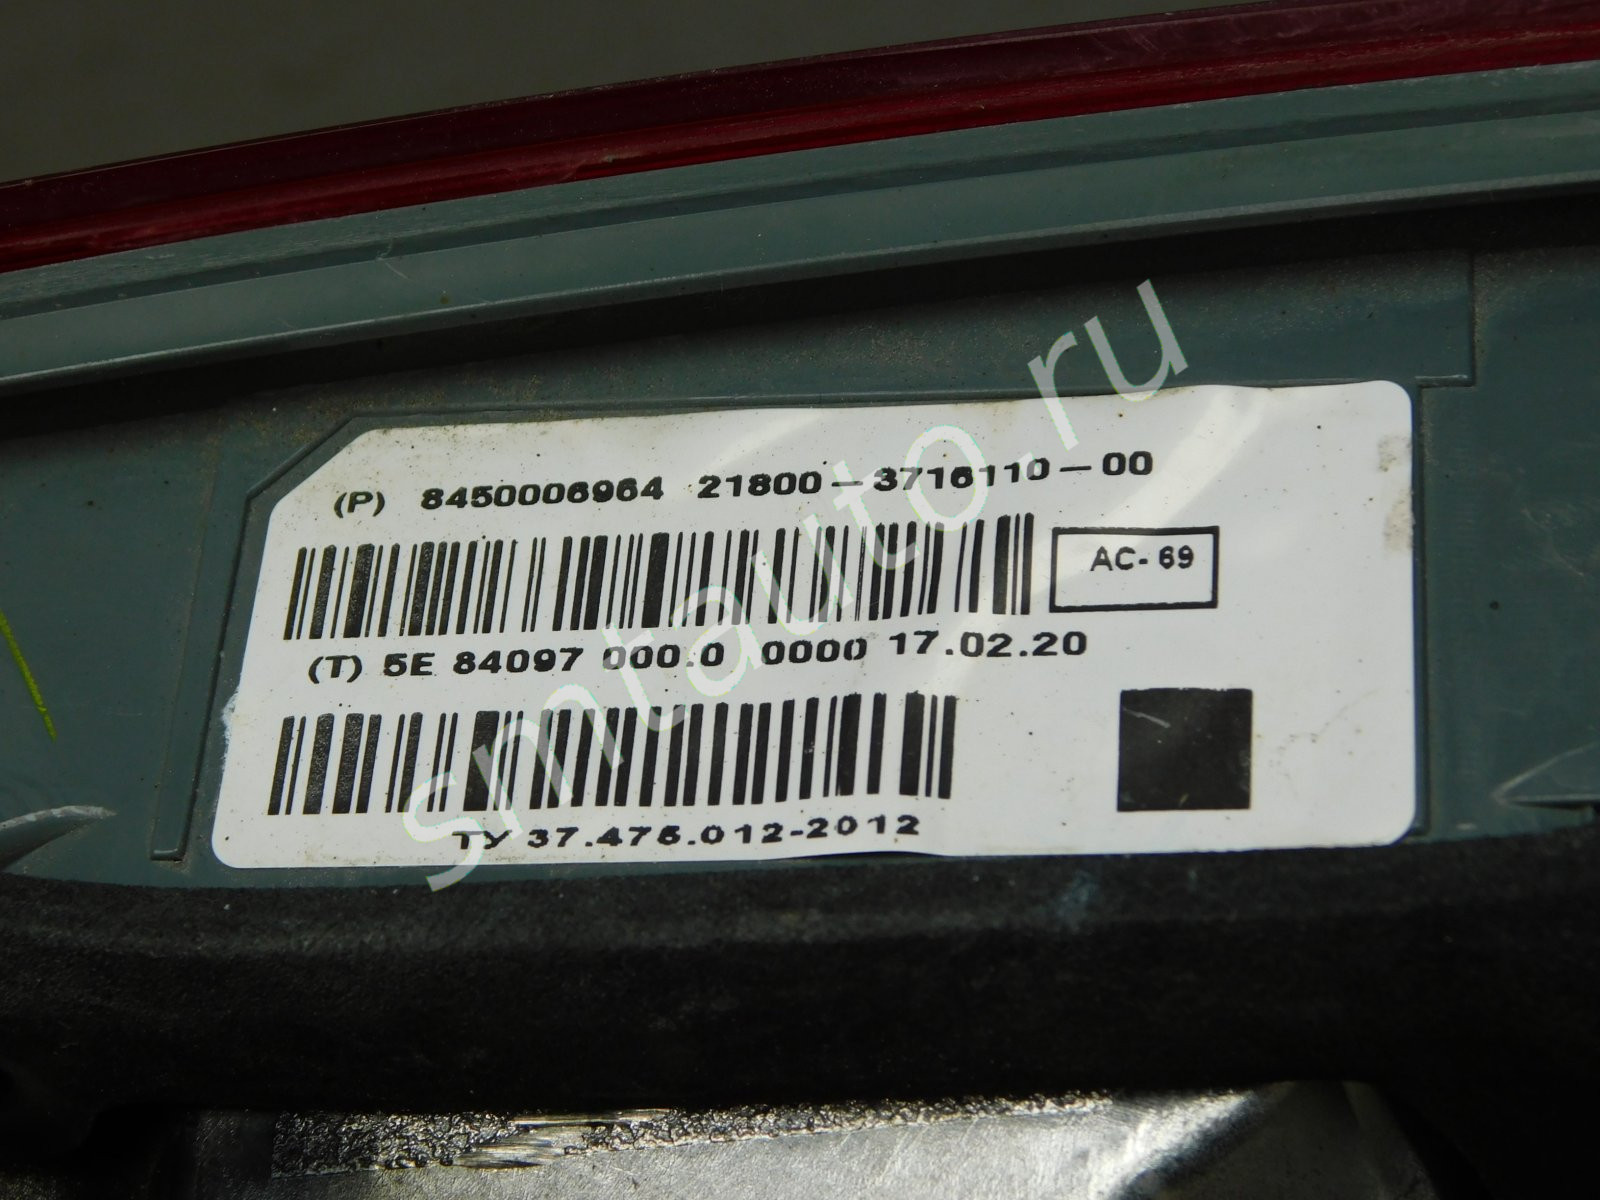 (P) 8450006964 21800-3716110-00
AC-69
(T) 5E 84097 000.0 0000 17.02.20
ТУ 37.476.012-2012
smtauto.ru